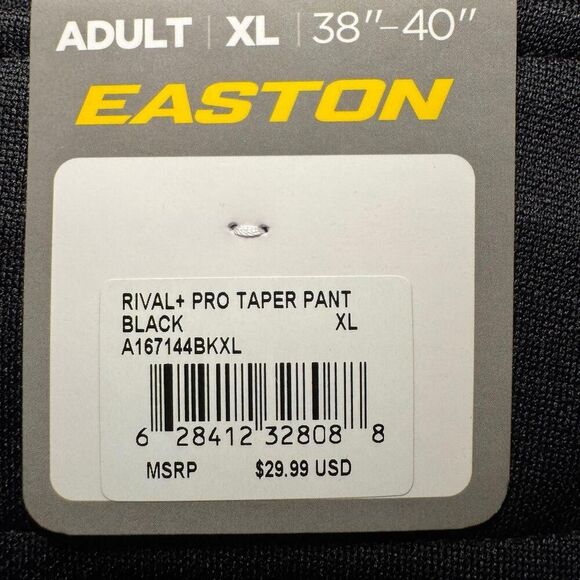 ADULT | XL | 38"-40"
EASTON
RIVAL+ PRO TAPER PANT
BLACK XL
A167144BKXL
6 28412 32808 8
MSRP $29.99 USD